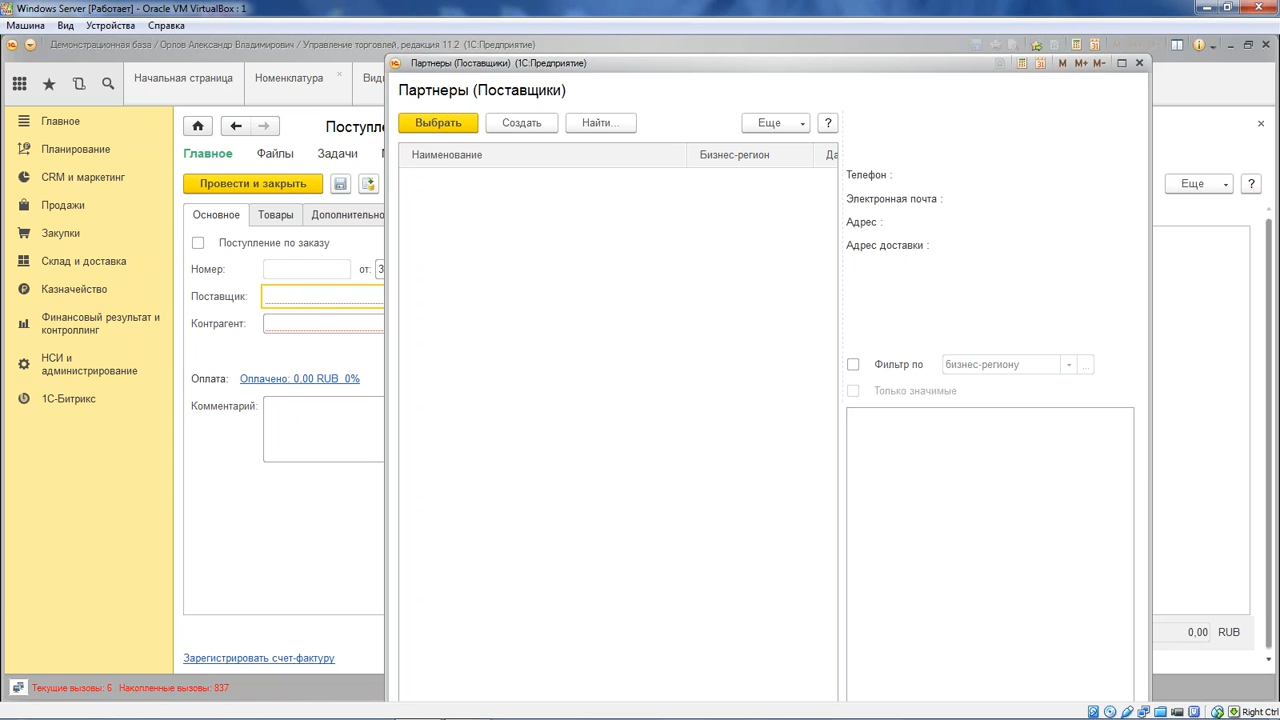 Windows Server [Работает] - Oracle VM VirtualBox : 1
Машина Вид Устройства Справка
Демонстрационная база / Орлов Александр Владимирович / Управление торговлей, редакция 11.2 (1С:Предприятие)
Партнеры (Поставщики) (1С:Предприятие)
M M+ M-
Начальная страница
Номенклатура
Вид
Партнеры (Поставщики)
Главное
Планирование
CRM и маркетинг
Продажи
Закупки
Склад и доставка
Казначейство
Финансовый результат и
контроллинг
НСИ и
администрирование
1С-Битрикс
Поступле
Главное Файлы Задачи
Провести и закрыть
Основное Товары Дополнительно
Поступление по заказу
Номер: от: 3
Поставщик:
Контрагент:
Оплата: Оплачено: 0.00 RUB 0%
Комментарий:
Зарегистрировать счет-фактуру
Выбрать Создать Найти... Еще ?
Наименование Бизнес-регион Да
Телефон :
Электронная почта :
Адрес :
Адрес доставки :
Фильтр по бизнес-региону ...
Только значимые
Еще ?
0,00 RUB
Текущие вызовы: 6 Накопленные вызовы: 837
Right Ctrl